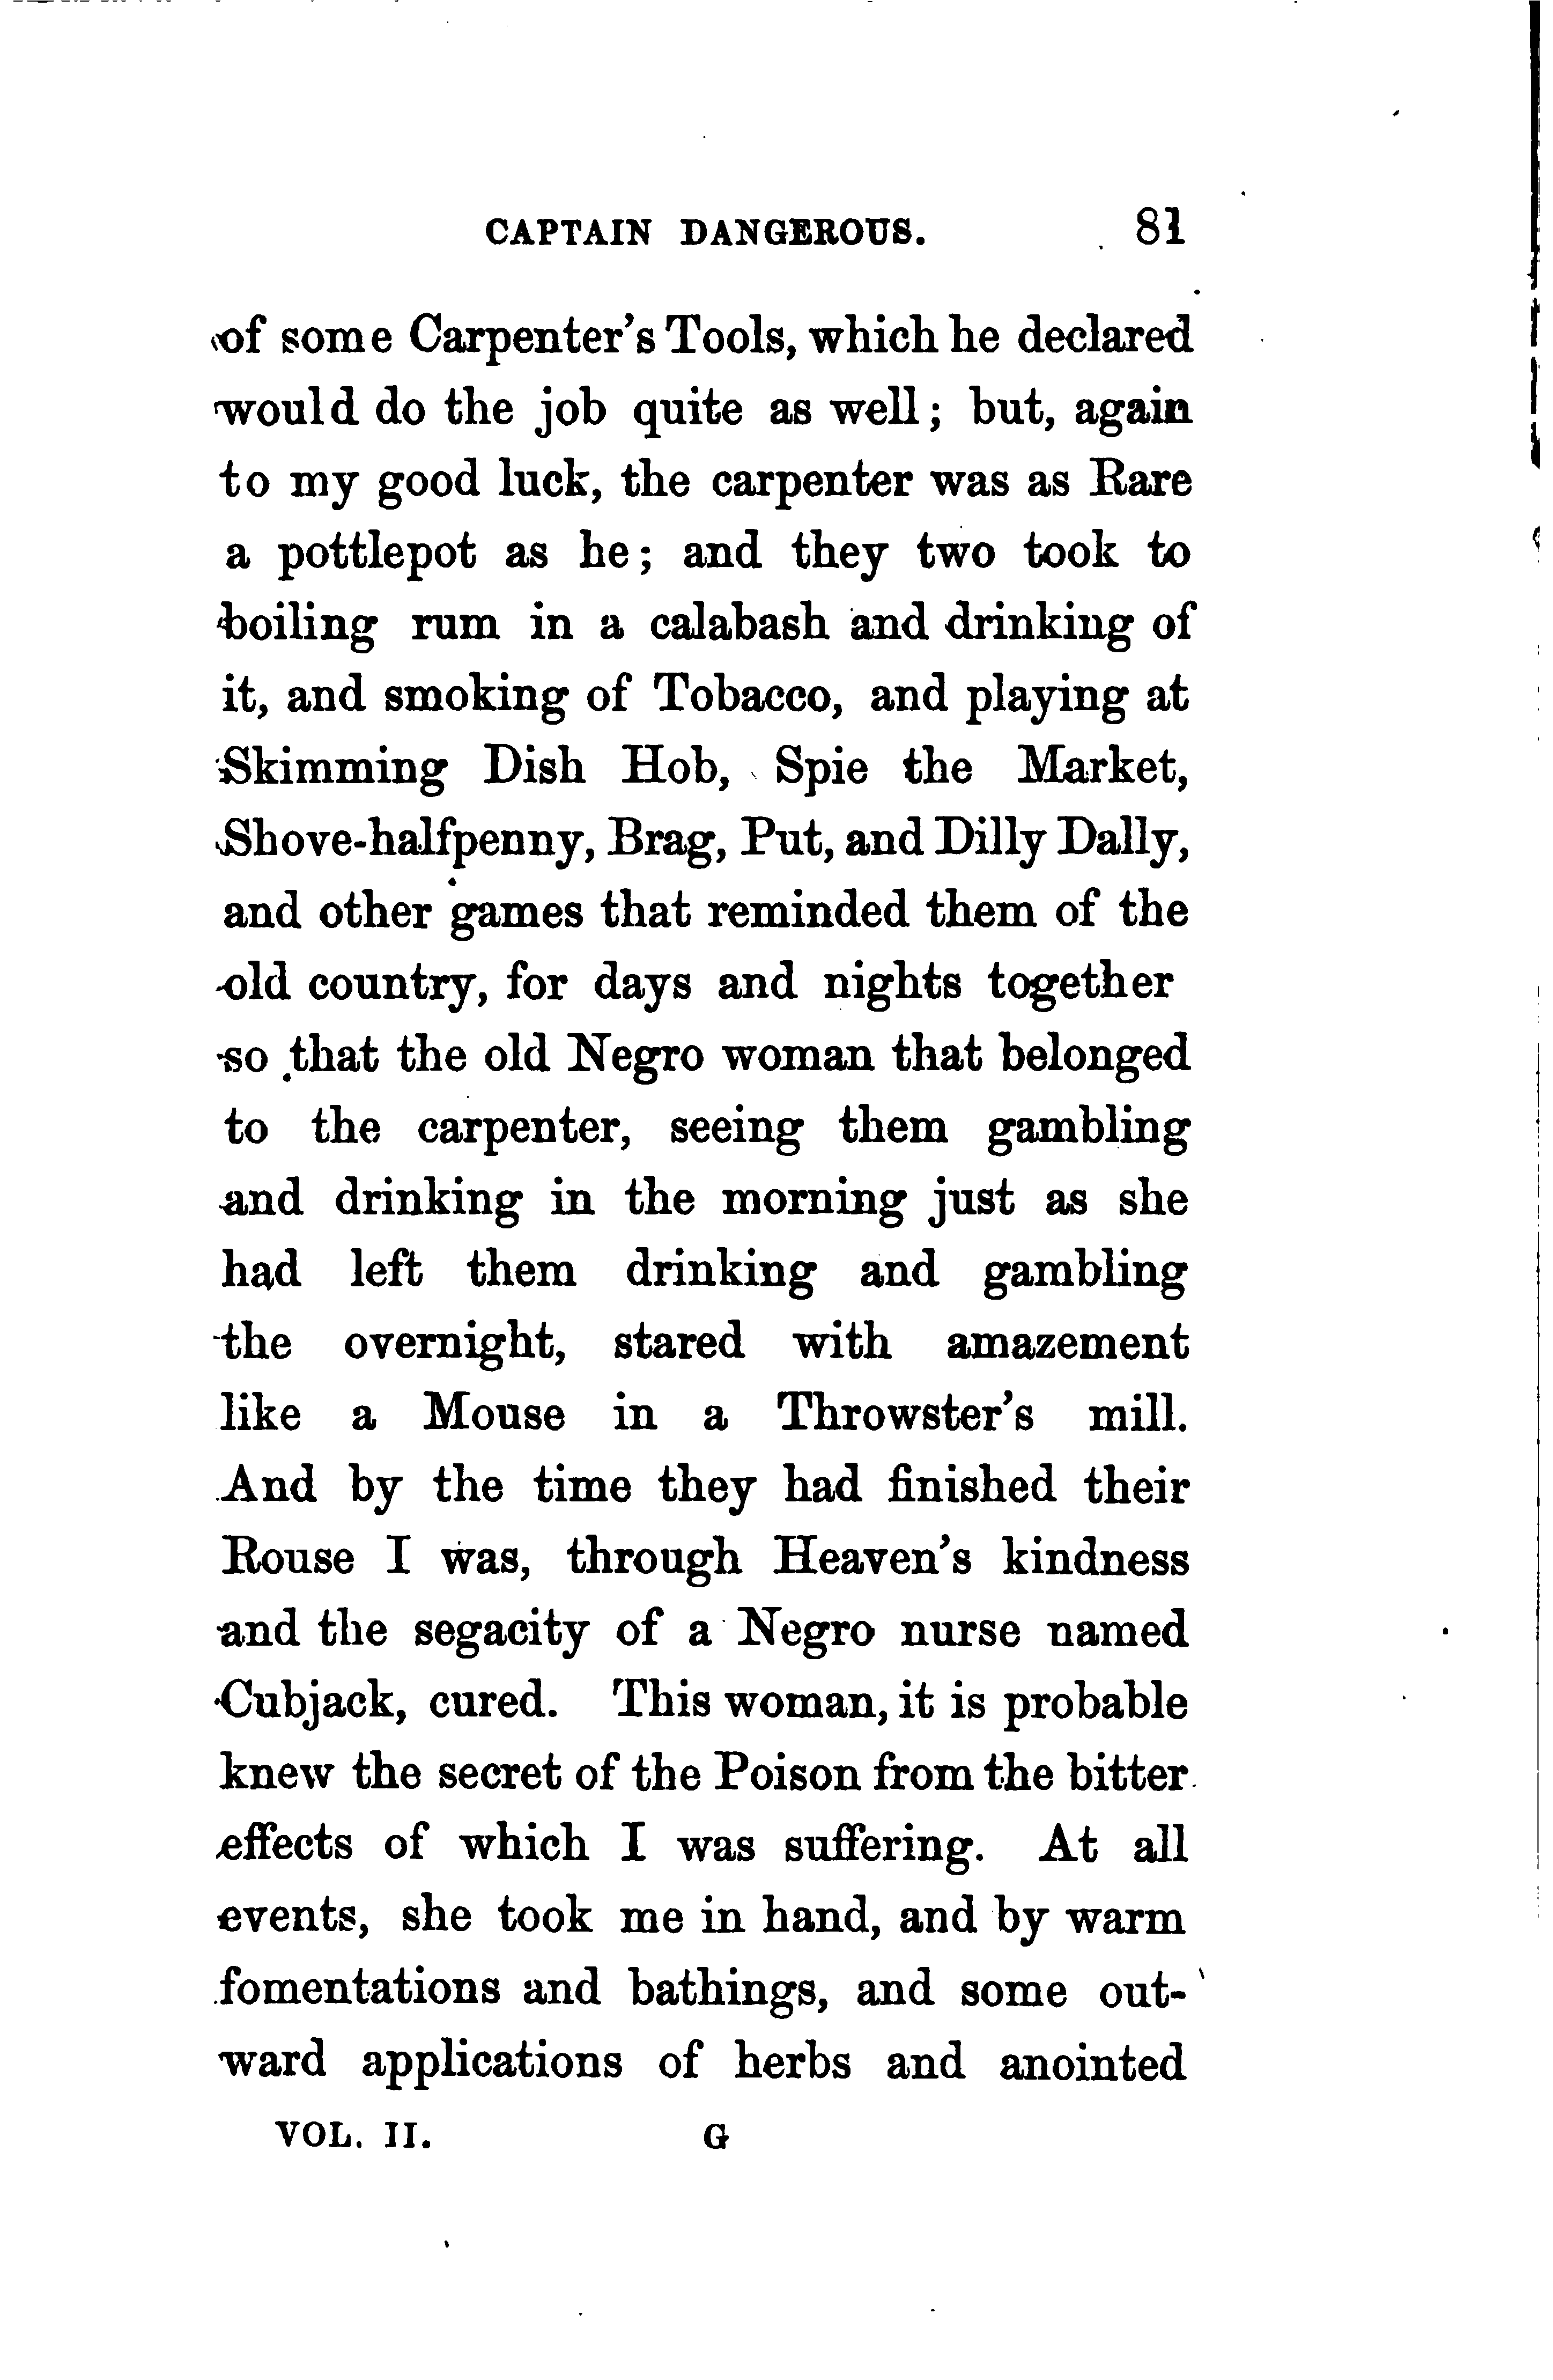 CAPTAIN DANGEROUS. 81
of some Carpenter's Tools, which he declared
would do the job quite as well; but, again
to my good luck, the carpenter was as Rare
a pottlepot as he; and they two took to
boiling rum in a calabash and drinking of
it, and smoking of Tobacco, and playing at
Skimming Dish Hob, Spie the Market,
Shove-halfpenny, Brag, Put, and Dilly Dally,
and other games that reminded them of the
old country, for days and nights together
so that the old Negro woman that belonged
to the carpenter, seeing them gambling
and drinking in the morning just as she
had left them drinking and gambling
the overnight, stared with amazement
like a Mouse in a Throwster's mill.
And by the time they had finished their
Rouse I was, through Heaven's kindness
and the segacity of a Negro nurse named
Cubjack, cured. This woman, it is probable
knew the secret of the Poison from the bitter
effects of which I was suffering. At all
events, she took me in hand, and by warm
fomentations and bathings, and some out-
ward applications of herbs and anointed
VOL. II. G